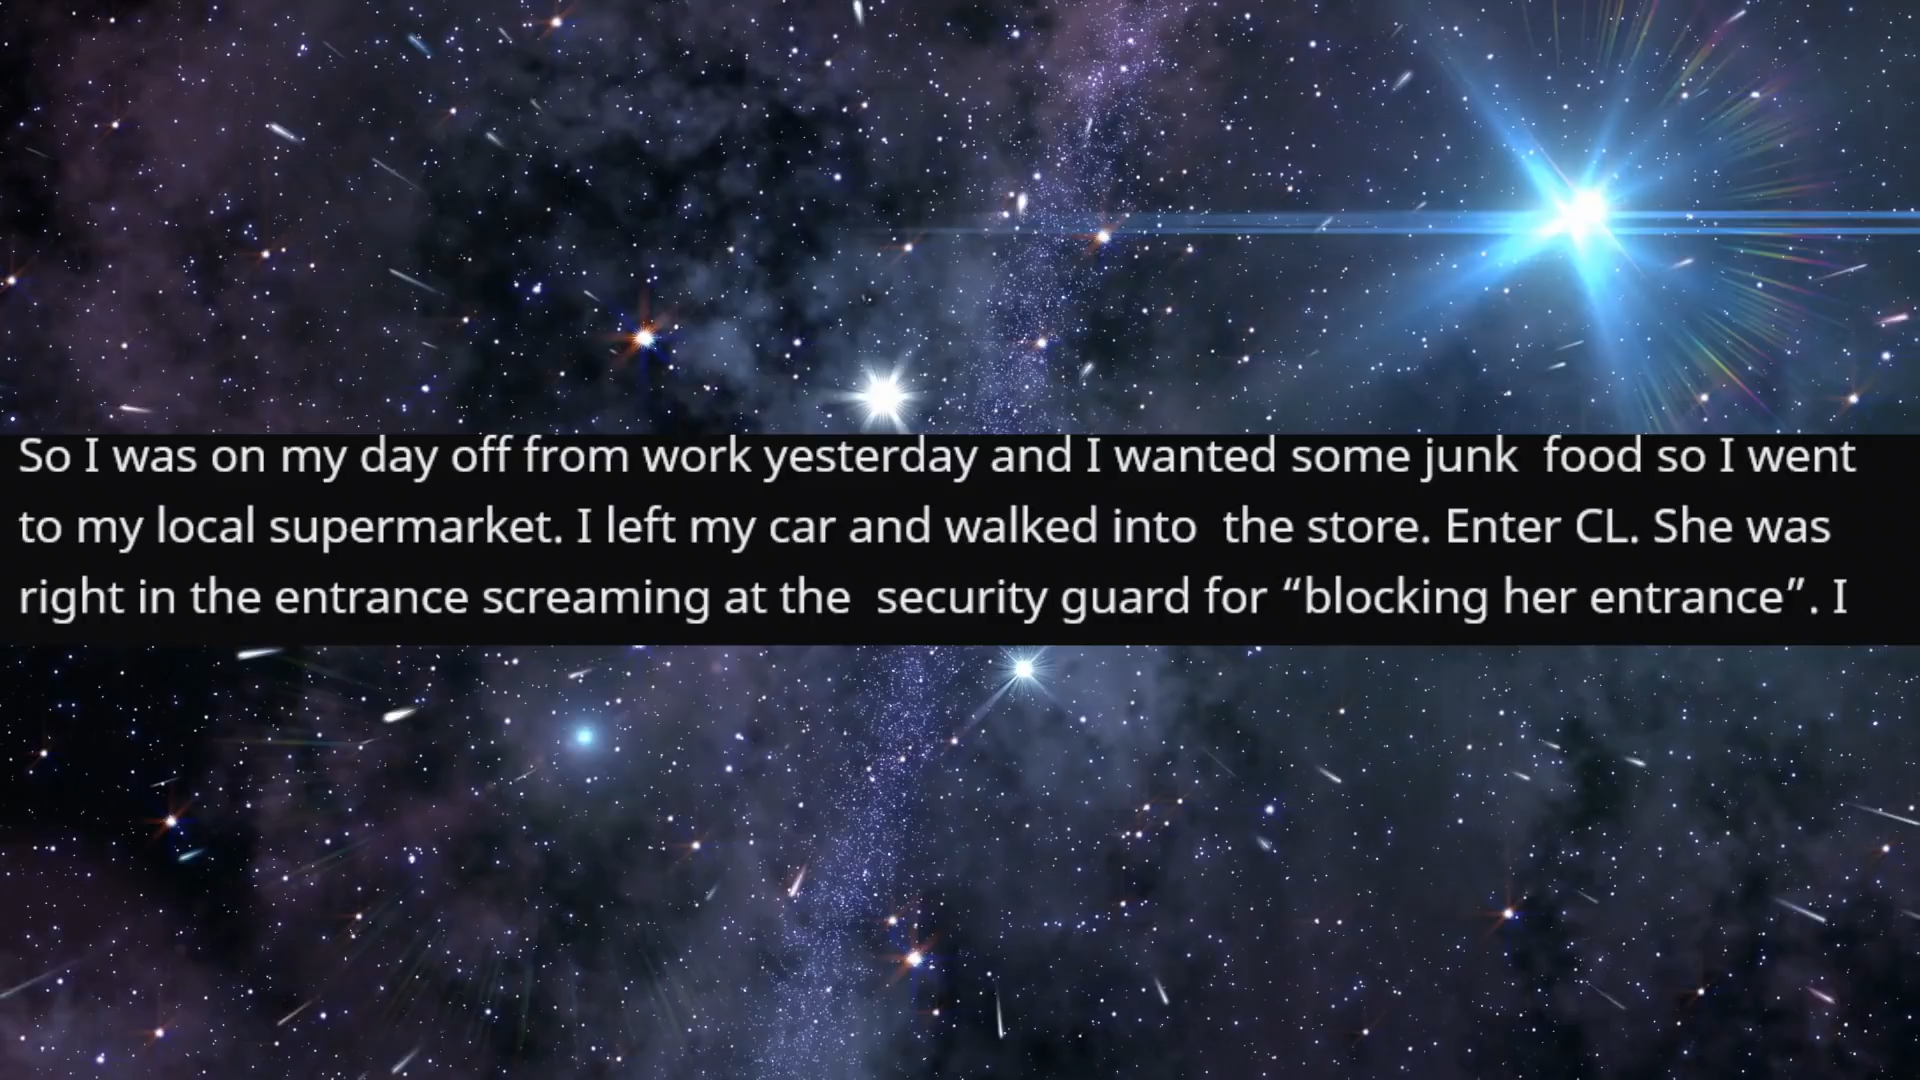 So I was on my day off from work yesterday and I wanted some junk  food so I went
to my local supermarket. I left my car and walked into  the store. Enter CL. She was
right in the entrance screaming at the  security guard for “blocking her entrance”. I